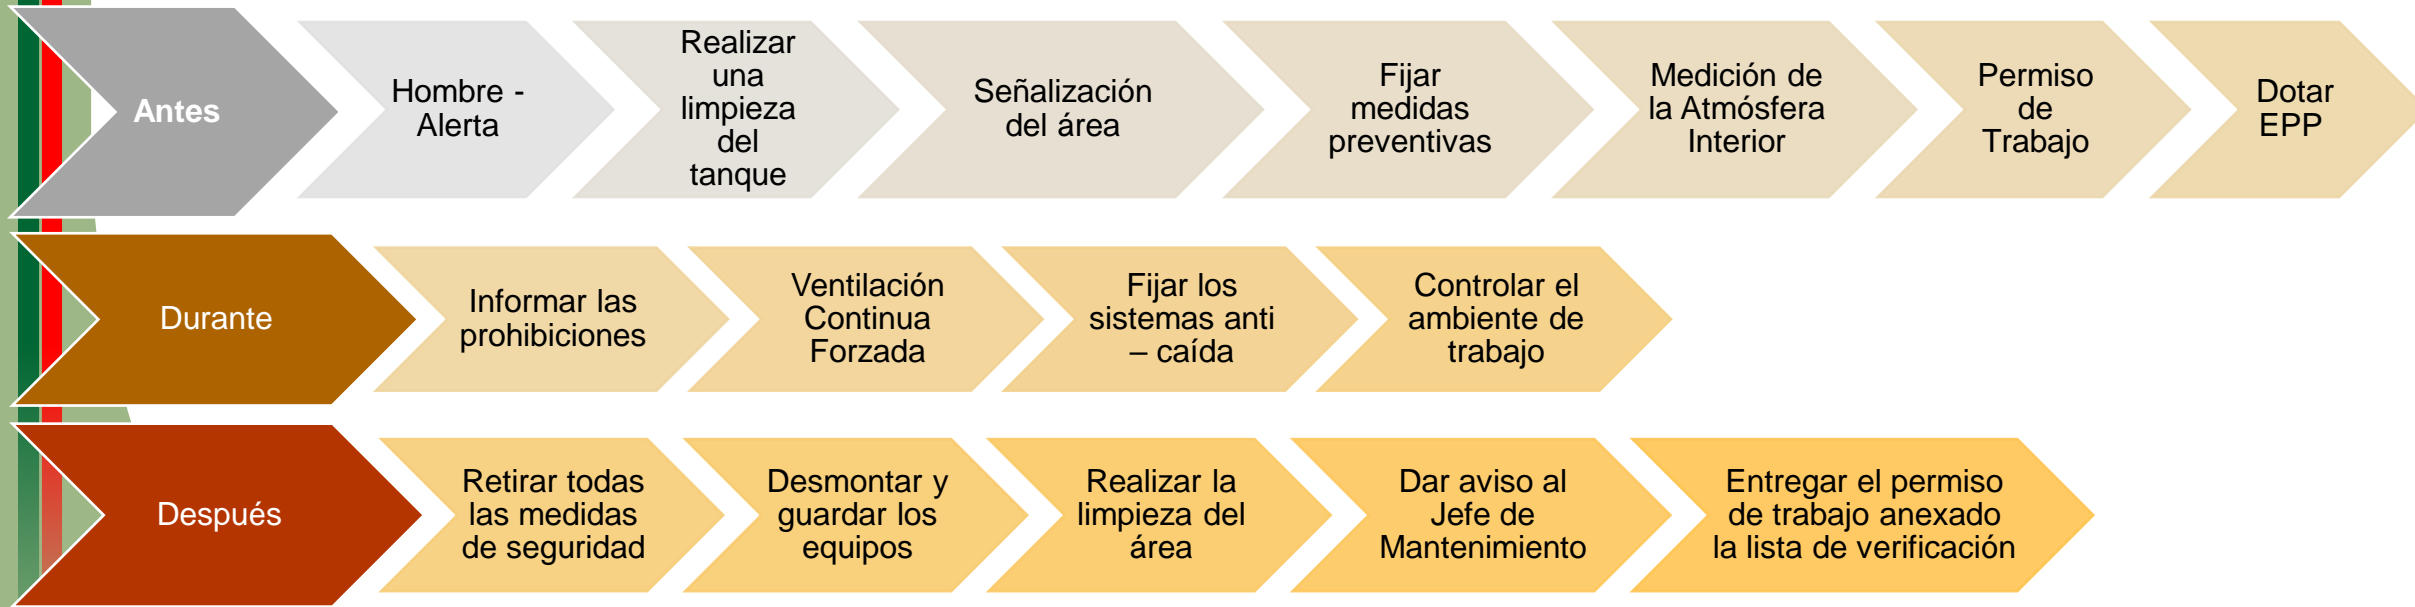 Antes
Hombre -
Alerta
Realizar
una
limpieza
del
tanque
Señalización
del área
Fijar
medidas
preventivas
Medición de
la Atmósfera
Interior
Permiso
de
Trabajo
Dotar
EPP
Durante
Informar las
prohibiciones
Ventilación
Continua
Forzada
Fijar los
sistemas anti
– caída
Controlar el
ambiente de
trabajo
Después
Retirar todas
las medidas
de seguridad
Desmontar y
guardar los
equipos
Realizar la
limpieza del
área
Dar aviso al
Jefe de
Mantenimiento
Entregar el permiso
de trabajo anexado
la lista de verificación